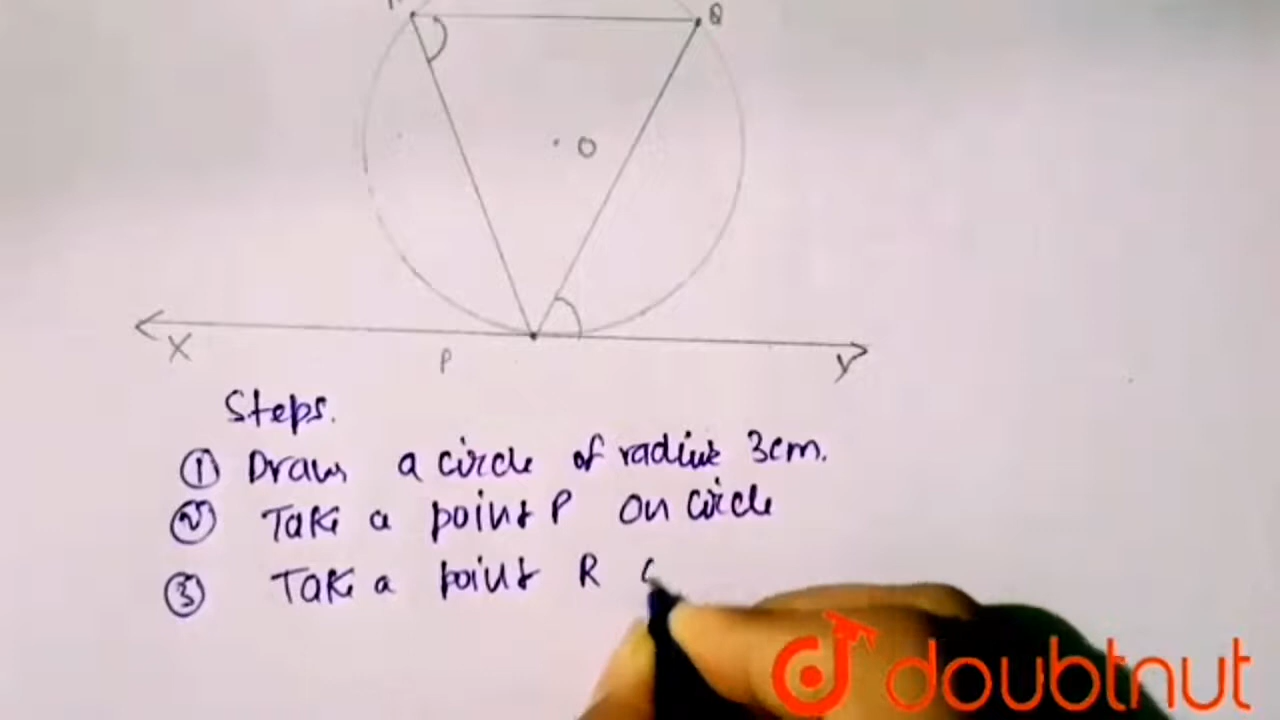 Q
O
X
P
Y
Steps.
① Draw a circle of radius 3cm.
② Take a point P on circle
③ Take a point R
doubtnut